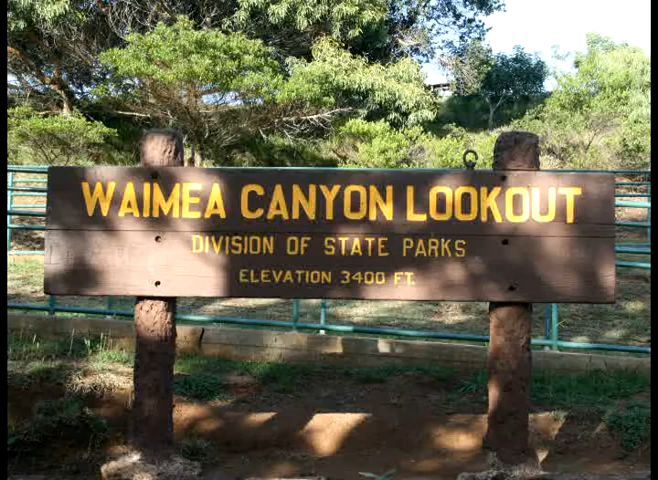 WAIMEA CANYON LOOKOUT
DIVISION OF STATE PARKS
ELEVATION 3400 FT.